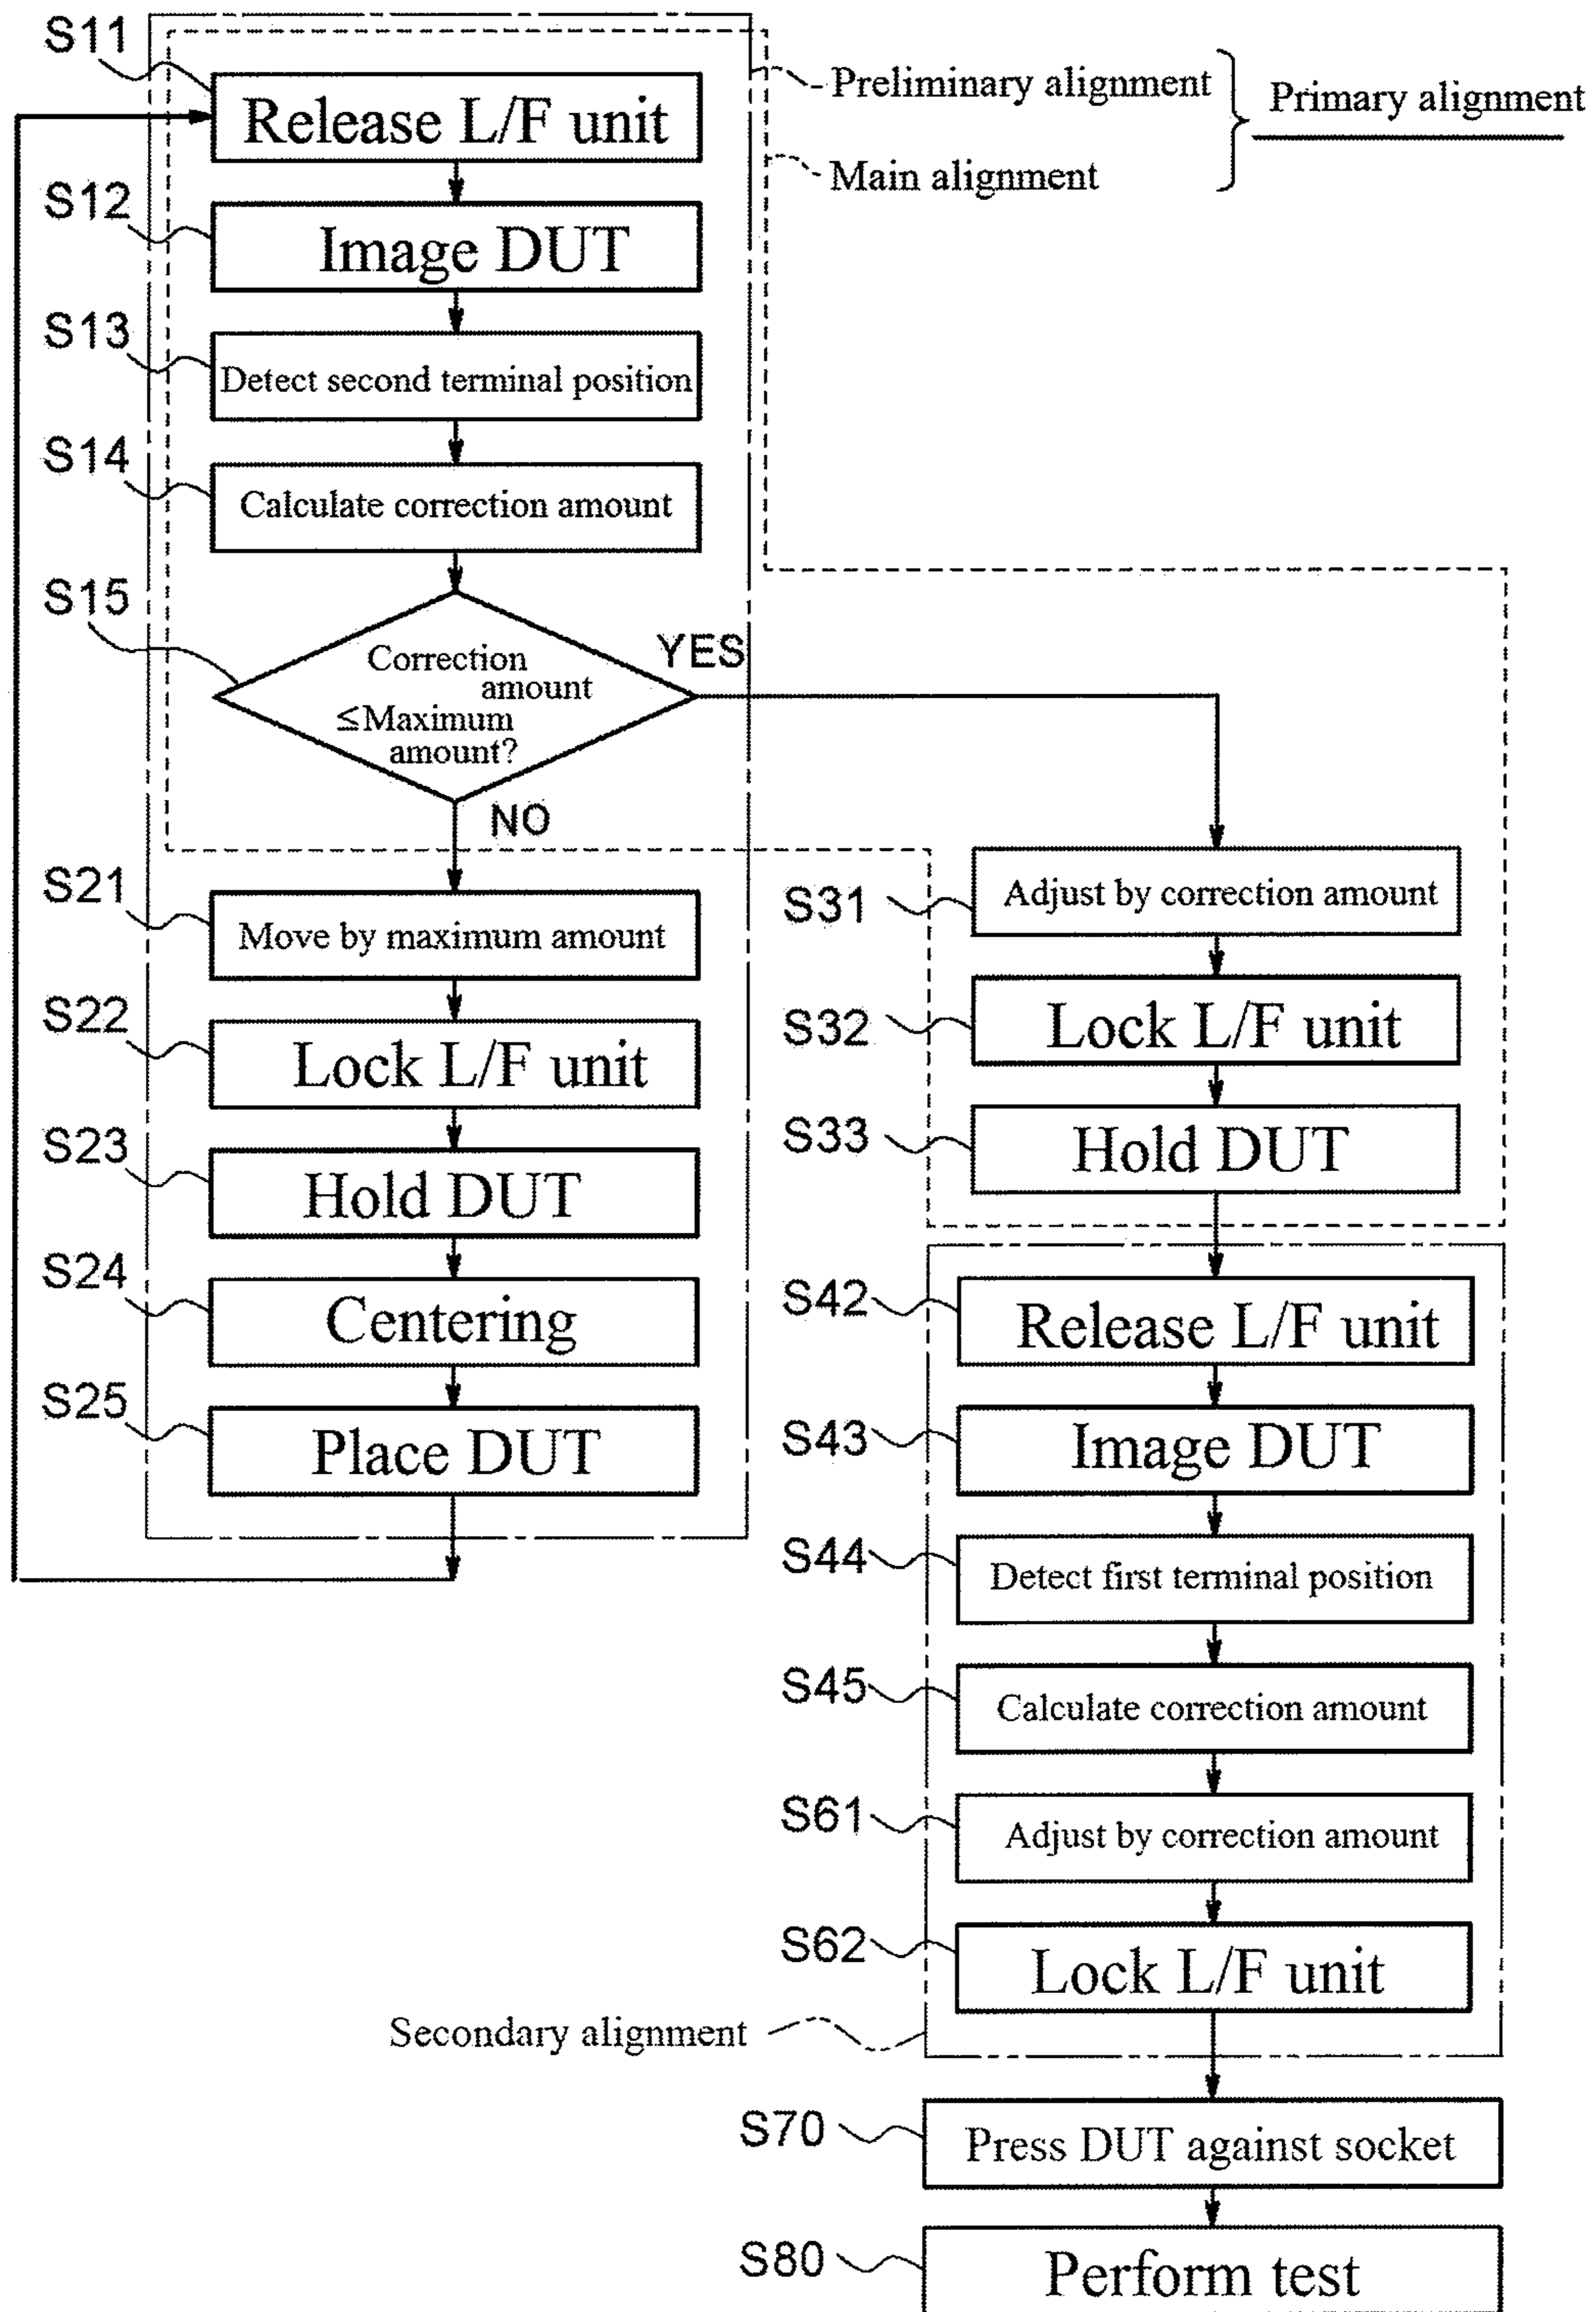 S11
Release L/F unit
Preliminary alignment
Primary alignment
Main alignment
S12
Image DUT
S13
Detect second terminal position
S14
Calculate correction amount
S15
Correction
amount
≤Maximum
amount?
YES
NO
S21
Move by maximum amount
S22
Lock L/F unit
S23
Hold DUT
S24
Centering
S25
Place DUT
S31
Adjust by correction amount
S32
Lock L/F unit
S33
Hold DUT
S42
Release L/F unit
S43
Image DUT
S44
Detect first terminal position
S45
Calculate correction amount
S61
Adjust by correction amount
S62
Lock L/F unit
Secondary alignment
S70
Press DUT against socket
S80
Perform test